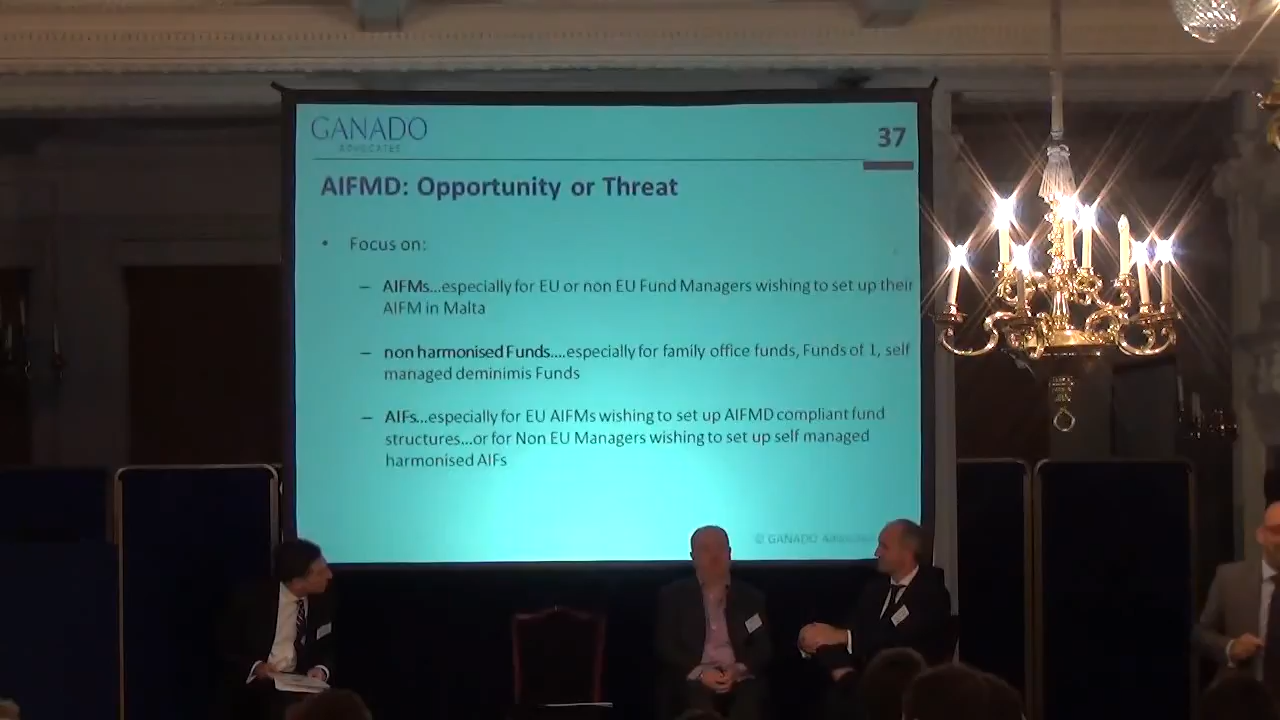 GANADO
ADVOCATES
37
AIFMD: Opportunity or Threat
• Focus on:
– AIFMs...especially for EU or non EU Fund Managers wishing to set up their
AIFM in Malta
– non harmonised Funds....especially for family office funds, Funds of 1, self
managed deminimis Funds
– AIFs...especially for EU AIFMs wishing to set up AIFMD compliant fund
structures...or for Non EU Managers wishing to set up self managed
harmonised AIFs
© GANADO Advocates